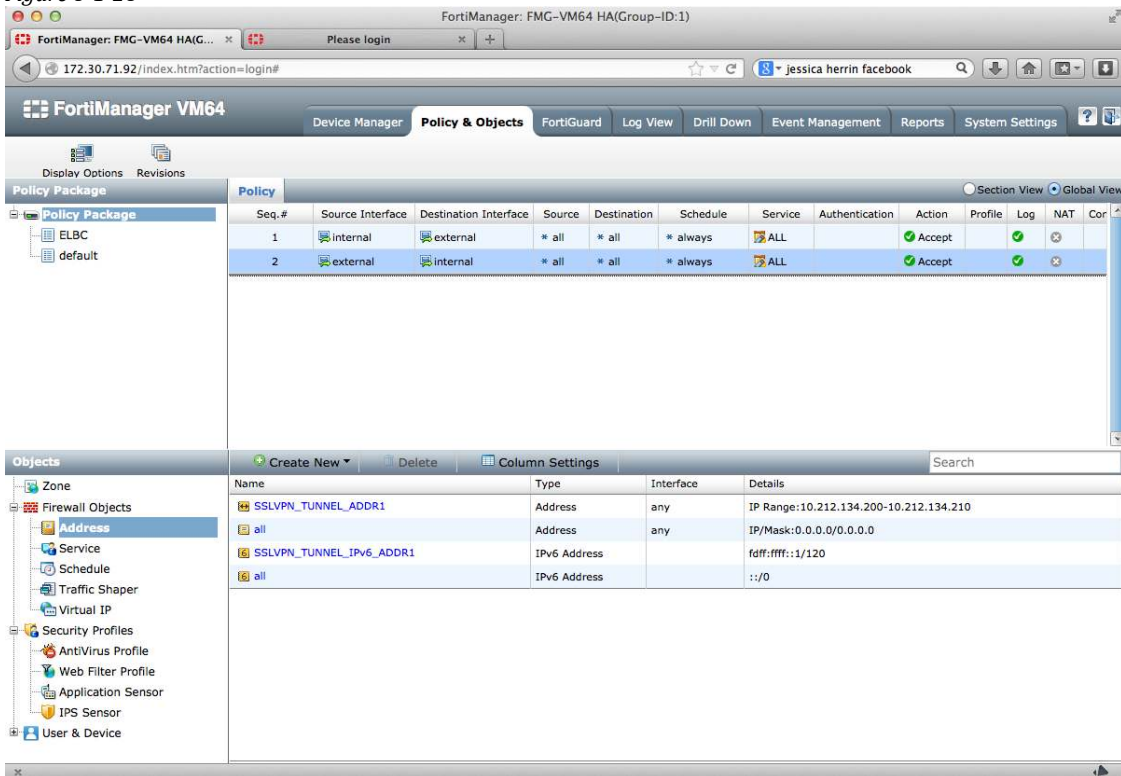 FortiManager: FMG-VM64 HA(Group-ID:1)
FortiManager: FMG-VM64 HA(G... Please login
172.30.71.92/index.htm?action=login# jessica herrin facebook
FortiManager VM64
Device Manager Policy & Objects FortiGuard Log View Drill Down Event Management Reports System Settings
Display Options Revisions
Policy Package Policy Section View Global View
Policy Package
ELBC
default
Seq.# Source Interface Destination Interface Source Destination Schedule Service Authentication Action Profile Log NAT Cor
1 internal external all all always ALL Accept
2 external internal all all always ALL Accept
Objects
Create New Delete Column Settings Search
Zone
Firewall Objects
Address
Service
Schedule
Traffic Shaper
Virtual IP
Security Profiles
AntiVirus Profile
Web Filter Profile
Application Sensor
IPS Sensor
User & Device
Name Type Interface Details
SSLVPN_TUNNEL_ADDR1 Address any IP Range:10.212.134.200-10.212.134.210
all Address any IP/Mask:0.0.0.0/0.0.0.0
SSLVPN_TUNNEL_IPv6_ADDR1 IPv6 Address fdff:ffff::1/120
all IPv6 Address ::/0